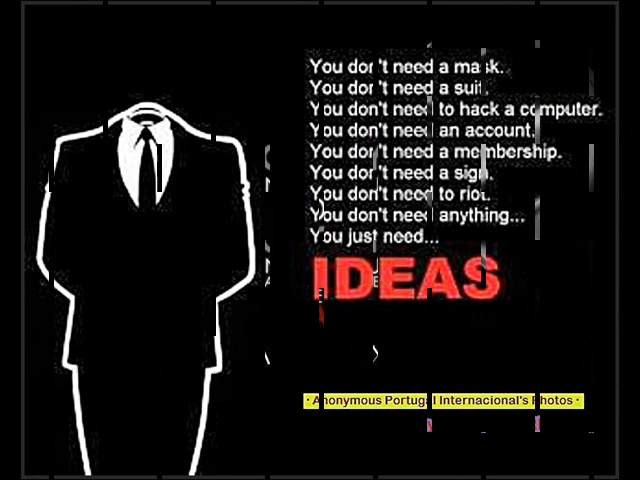 You don't need a mask.
You don't need a suit.
You don't need to hack a computer.
You don't need an account.
You don't need a membership.
You don't need a sign.
You don't need to riot.
You don't need anything...
You just need...
IDEAS
· Anonymous Portugal Internacional's Photos ·